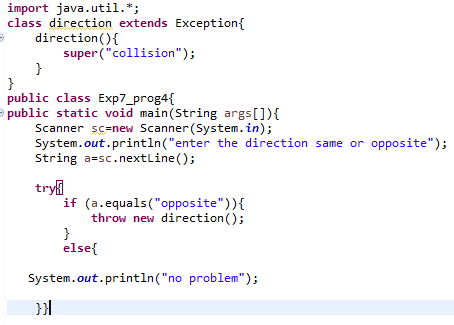 import java.util.*;
class direction extends Exception{
direction(){
super("collision");
}
}
public class Exp7_prog4{
public static void main(String args[]){
Scanner sc=new Scanner(System.in);
System.out.println("enter the direction same or opposite");
String a=sc.nextLine();
try{
if (a.equals("opposite")){
throw new direction();
}
else{
System.out.println("no problem");
}}